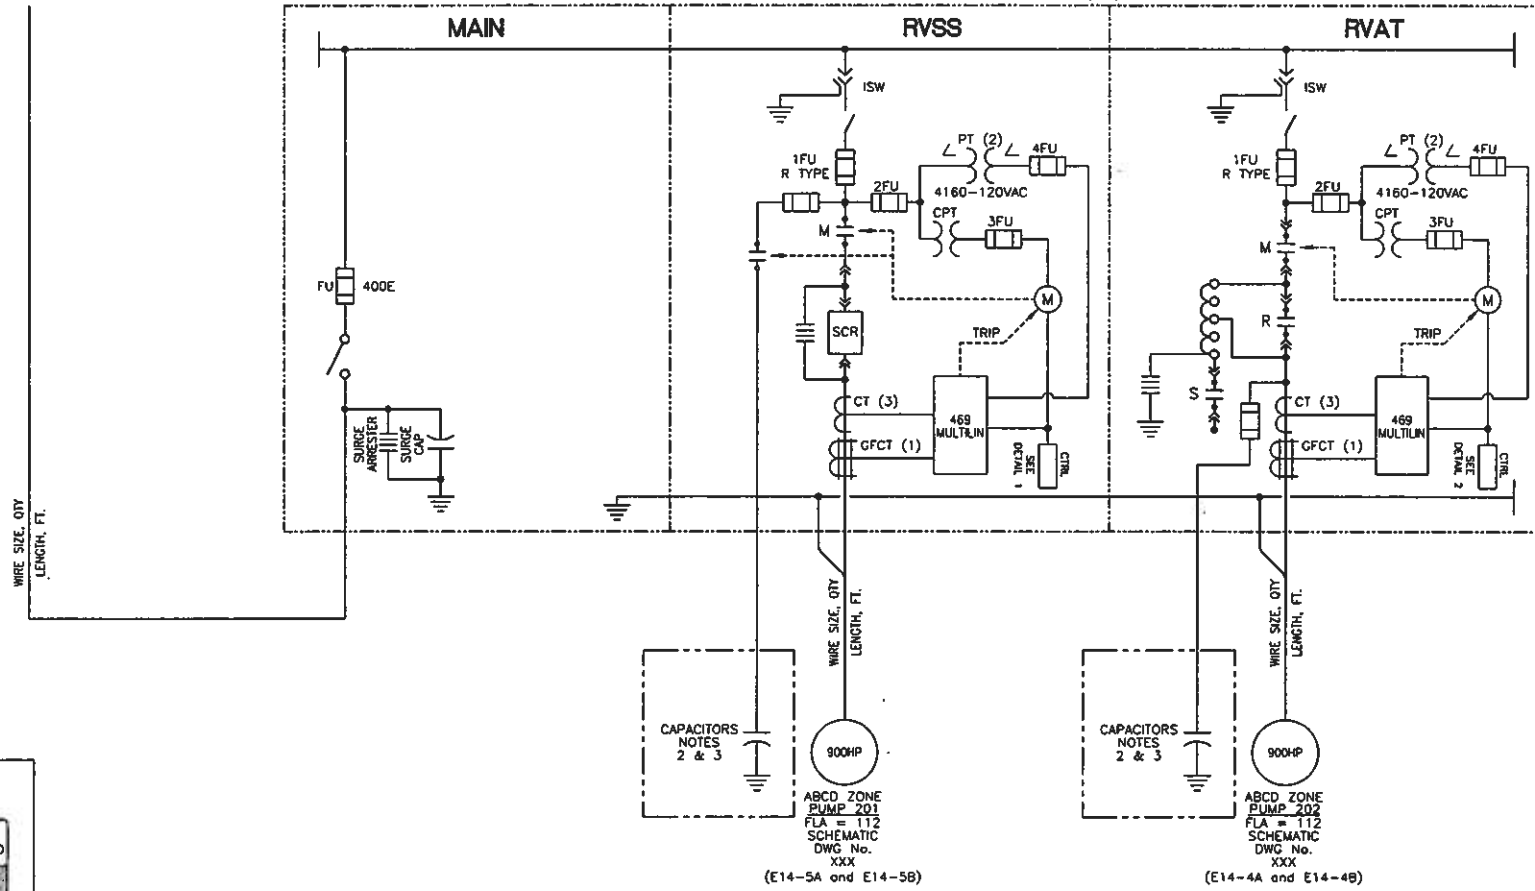 MAIN
RVSS
RVAT
FU
400E
SURGE
ARRESTER
SURGE
CAP
WIRE SIZE, QTY
LENGTH, FT.
ISW
1FU
R TYPE
2FU
PT (2)
4FU
4160-120VAC
CPT
3FU
M
M
SCR
TRIP
CT (3)
469
MULTILIN
GFCT (1)
CTRL
SEE
DETAIL 1
WIRE SIZE, QTY
LENGTH, FT.
CAPACITORS
NOTES
2 & 3
900HP
ABCD ZONE
PUMP 201
FLA = 112
SCHEMATIC
DWG No.
XXX
(E14-5A and E14-5B)
ISW
1FU
R TYPE
2FU
PT (2)
4FU
4160-120VAC
CPT
3FU
M
M
R
TRIP
S
CT (3)
469
MULTILIN
GFCT (1)
CTRL
SEE
DETAIL 2
WIRE SIZE, QTY
LENGTH, FT.
CAPACITORS
NOTES
2 & 3
900HP
ABCD ZONE
PUMP 202
FLA = 112
SCHEMATIC
DWG No.
XXX
(E14-4A and E14-4B)